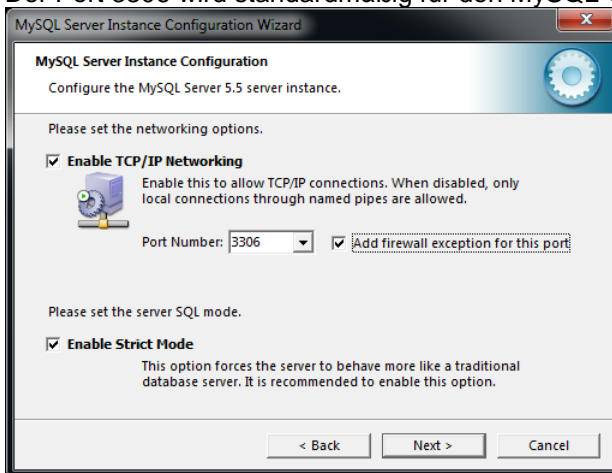 MySQL Server Instance Configuration Wizard
MySQL Server Instance Configuration
Configure the MySQL Server 5.5 server instance.
Please set the networking options.
Enable TCP/IP Networking
Enable this to allow TCP/IP connections. When disabled, only
local connections through named pipes are allowed.
Port Number: 3306 Add firewall exception for this port
Please set the server SQL mode.
Enable Strict Mode
This option forces the server to behave more like a traditional
database server. It is recommended to enable this option.
< Back Next > Cancel